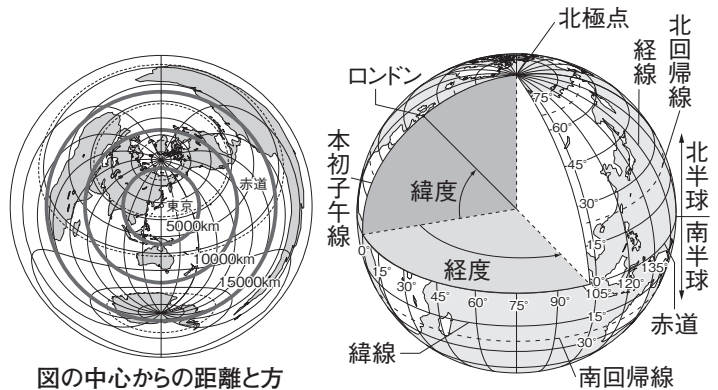 東京
赤道
5000km
10000km
15000km
図の中心からの距離と方
北極点
ロンドン
経線
北回帰線
本初子午線
緯度
経度
北半球
南半球
赤道
緯線
南回帰線
75°
60°
45°
30°
15°
0°
0°
15°
30°
45°
60°
75°
90°
105°
120°
135°
15°
30°